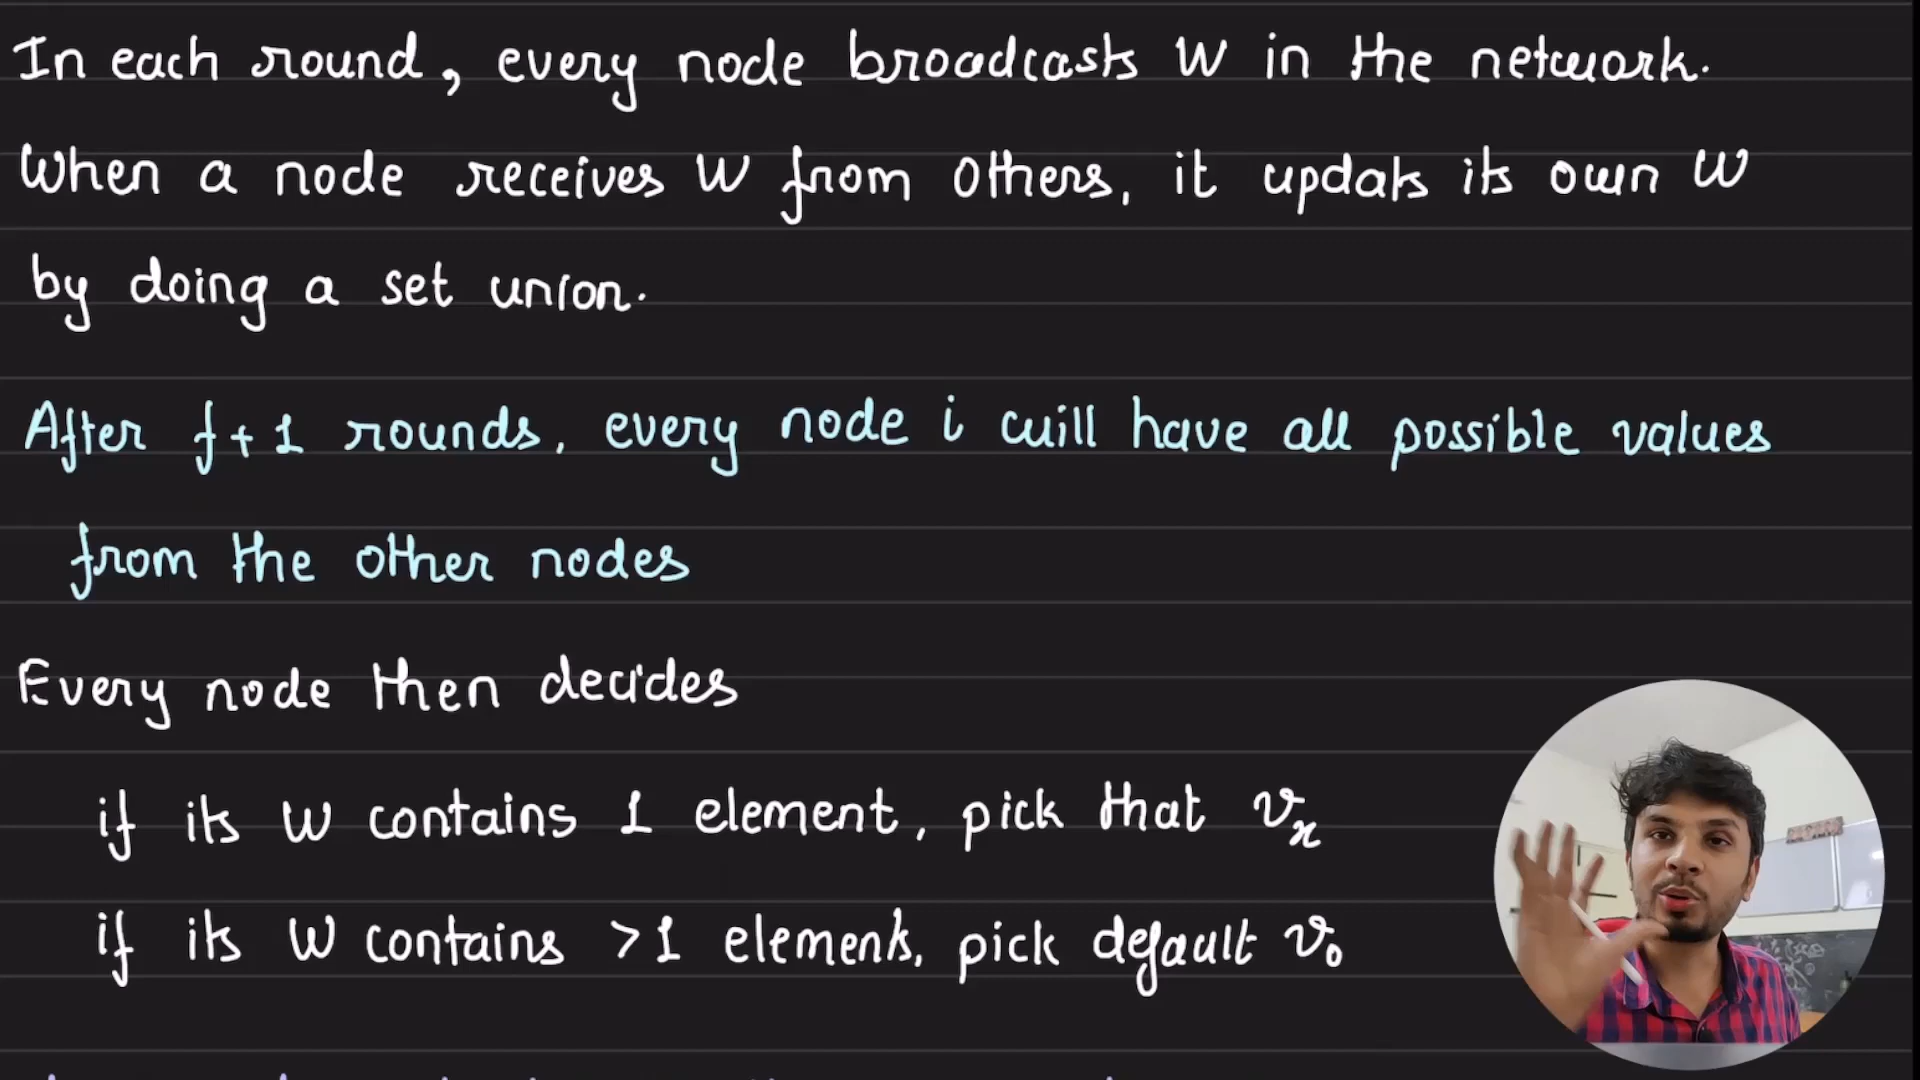 In each round, every node broadcasts W in the network.
When a node receives W from others, it updates its own W
by doing a set union.
After f+1 rounds, every node i will have all possible values
from the other nodes
Every node then decides
if its W contains 1 element, pick that vx
if its W contains >1 elements, pick default v0